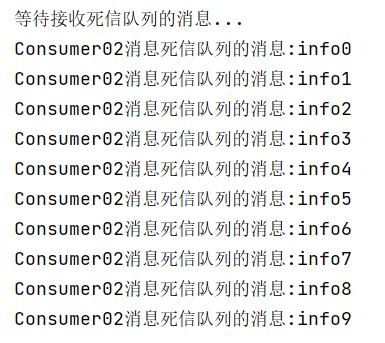 等待接收死信队列的消息...
Consumer02消息死信队列的消息:info0
Consumer02消息死信队列的消息:info1
Consumer02消息死信队列的消息:info2
Consumer02消息死信队列的消息:info3
Consumer02消息死信队列的消息:info4
Consumer02消息死信队列的消息:info5
Consumer02消息死信队列的消息:info6
Consumer02消息死信队列的消息:info7
Consumer02消息死信队列的消息:info8
Consumer02消息死信队列的消息:info9